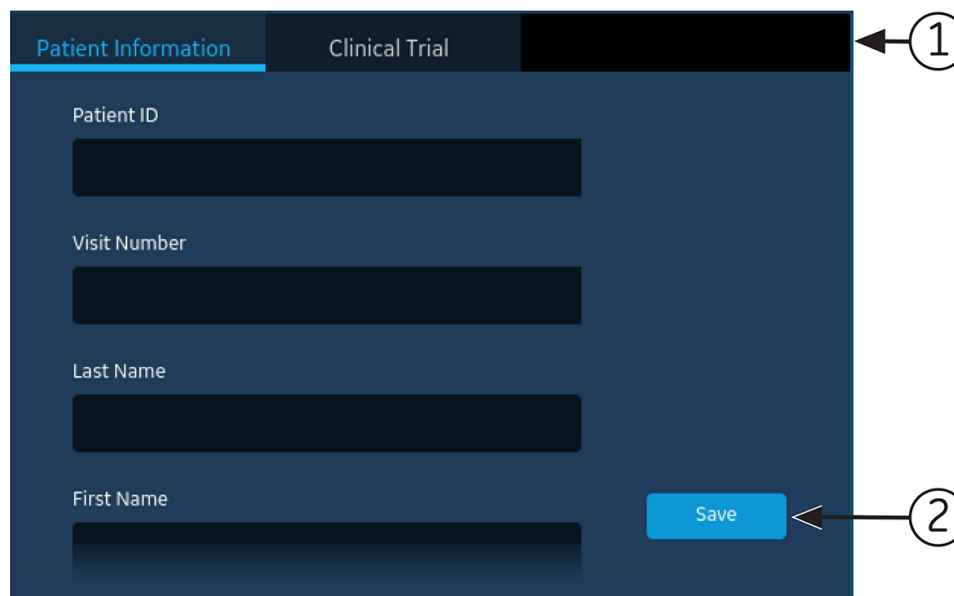 Patient Information Clinical Trial
1
Patient ID
Visit Number
Last Name
First Name
Save
2